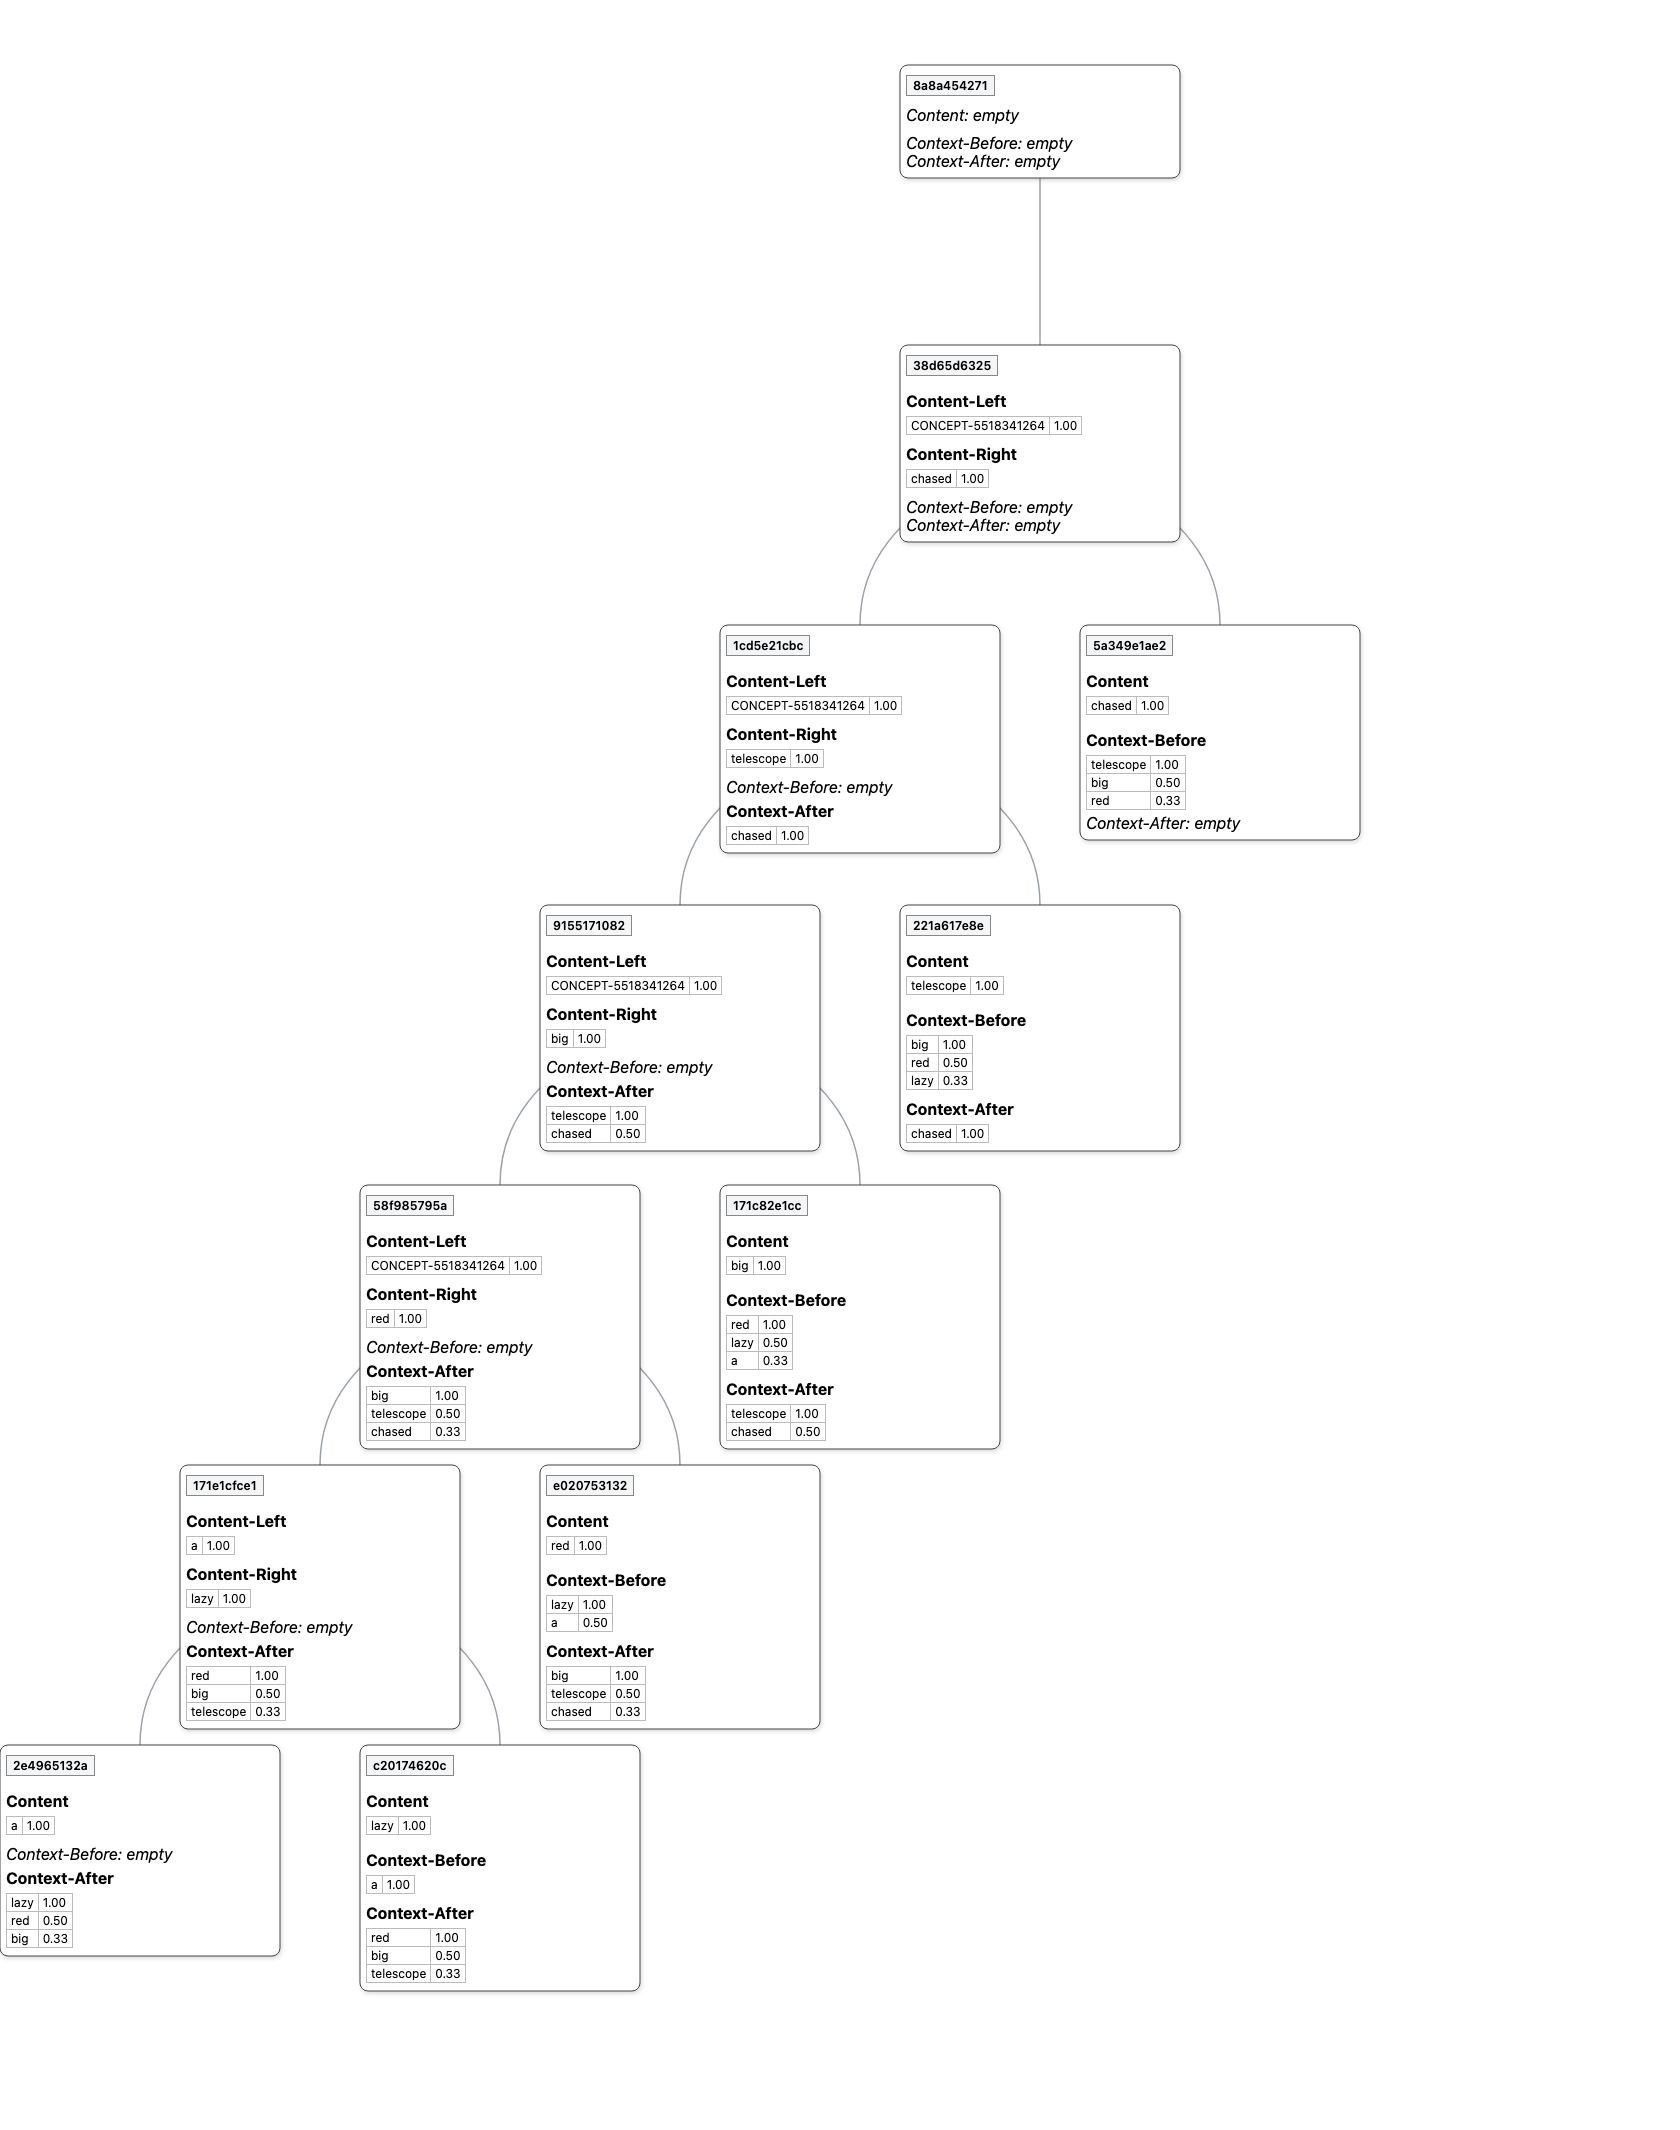 8a8a454271
Content: empty
Context-Before: empty
Context-After: empty
38d65d6325
Content-Left
CONCEPT-5518341264 1.00
Content-Right
chased 1.00
Context-Before: empty
Context-After: empty
1cd5e21cbc
Content-Left
CONCEPT-5518341264 1.00
Content-Right
telescope 1.00
Context-Before: empty
Context-After
chased 1.00
5a349e1ae2
Content
chased 1.00
Context-Before
telescope 1.00
big 0.50
red 0.33
Context-After: empty
9155171082
Content-Left
CONCEPT-5518341264 1.00
Content-Right
big 1.00
Context-Before: empty
Context-After
telescope 1.00
chased 0.50
221a617e8e
Content
telescope 1.00
Context-Before
big 1.00
red 0.50
lazy 0.33
Context-After
chased 1.00
58f985795a
Content-Left
CONCEPT-5518341264 1.00
Content-Right
red 1.00
Context-Before: empty
Context-After
big 1.00
telescope 0.50
chased 0.33
171c82e1cc
Content
big 1.00
Context-Before
red 1.00
lazy 0.50
a 0.33
Context-After
telescope 1.00
chased 0.50
171e1cfce1
Content-Left
a 1.00
Content-Right
lazy 1.00
Context-Before: empty
Context-After
red 1.00
big 0.50
telescope 0.33
e020753132
Content
red 1.00
Context-Before
lazy 1.00
a 0.50
Context-After
big 1.00
telescope 0.50
chased 0.33
2e4965132a
Content
a 1.00
Context-Before: empty
Context-After
lazy 1.00
red 0.50
big 0.33
c20174620c
Content
lazy 1.00
Context-Before
a 1.00
Context-After
red 1.00
big 0.50
telescope 0.33